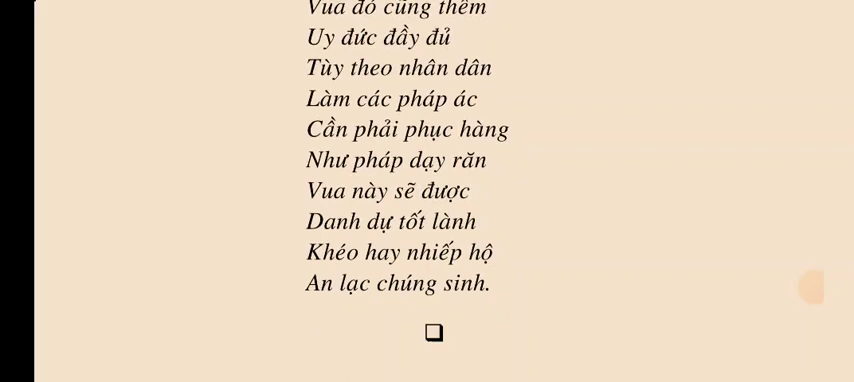 Vua đó cũng thêm
Uy đức đầy đủ
Tùy theo nhân dân
Làm các pháp ác
Cần phải phục hàng
Như pháp dạy răn
Vua này sẽ được
Danh dự tốt lành
Khéo hay nhiếp hộ
An lạc chúng sinh.